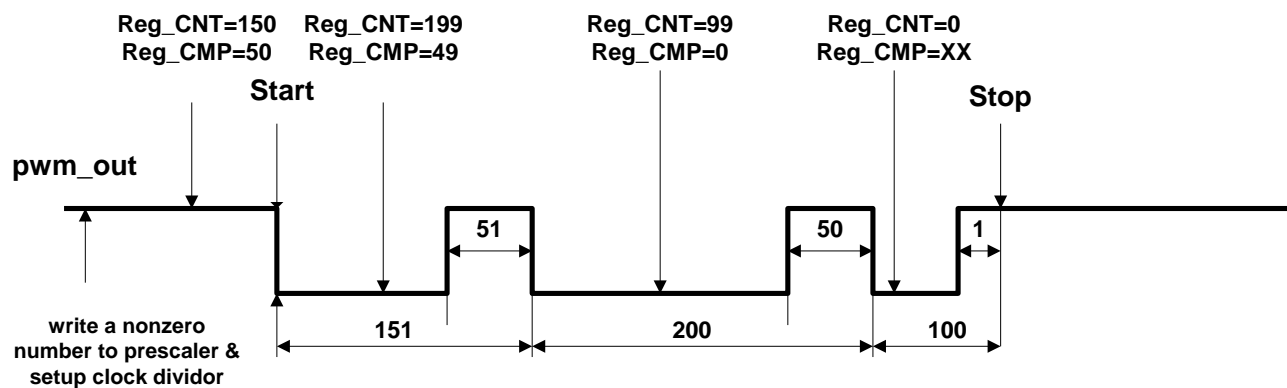 Reg_CNT=150
Reg_CMP=50
Reg_CNT=199
Reg_CMP=49
Reg_CNT=99
Reg_CMP=0
Reg_CNT=0
Reg_CMP=XX
Start
Stop
pwm_out
51
50
1
write a nonzero
number to prescaler &
setup clock dividor
151
200
100